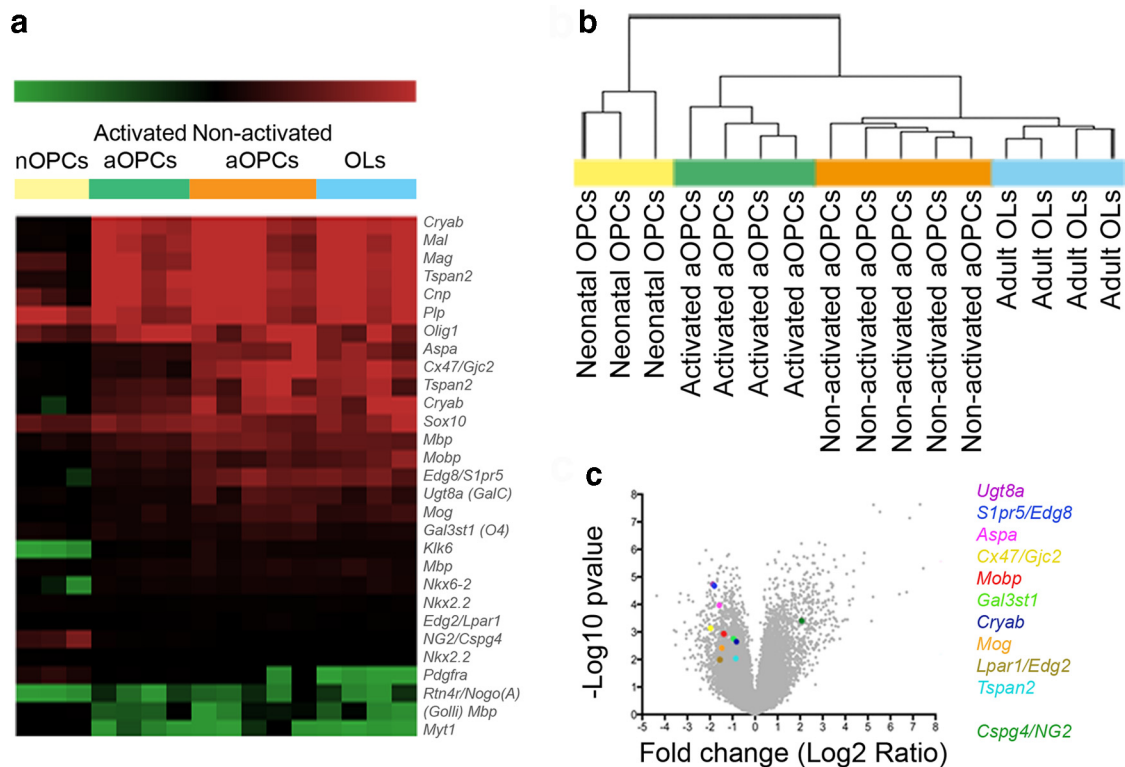 a
Activated Non-activated
nOPCs aOPCs aOPCs OLs
Cryab
Mal
Mag
Tspan2
Cnp
Plp
Olig1
Aspa
Cx47/Gjc2
Tspan2
Cryab
Sox10
Mbp
Mobp
Edg8/S1pr5
Ugt8a (GalC)
Mog
Gal3st1 (O4)
Klk6
Mbp
Nkx6-2
Nkx2.2
Edg2/Lpar1
NG2/Cspg4
Nkx2.2
Pdgfra
Rtn4r/Nogo(A)
(Golli) Mbp
Myt1
b
Neonatal OPCs
Neonatal OPCs
Neonatal OPCs
Activated aOPCs
Activated aOPCs
Activated aOPCs
Activated aOPCs
Non-activated aOPCs
Non-activated aOPCs
Non-activated aOPCs
Non-activated aOPCs
Non-activated aOPCs
Adult OLs
Adult OLs
Adult OLs
Adult OLs
c
-Log10 pvalue
8
7
6
5
4
3
2
1
0
-5 -4 -3 -2 -1 0 1 2 3 4 5 6 7 8
Fold change (Log2 Ratio)
Ugt8a
S1pr5/Edg8
Aspa
Cx47/Gjc2
Mobp
Gal3st1
Cryab
Mog
Lpar1/Edg2
Tspan2
Cspg4/NG2